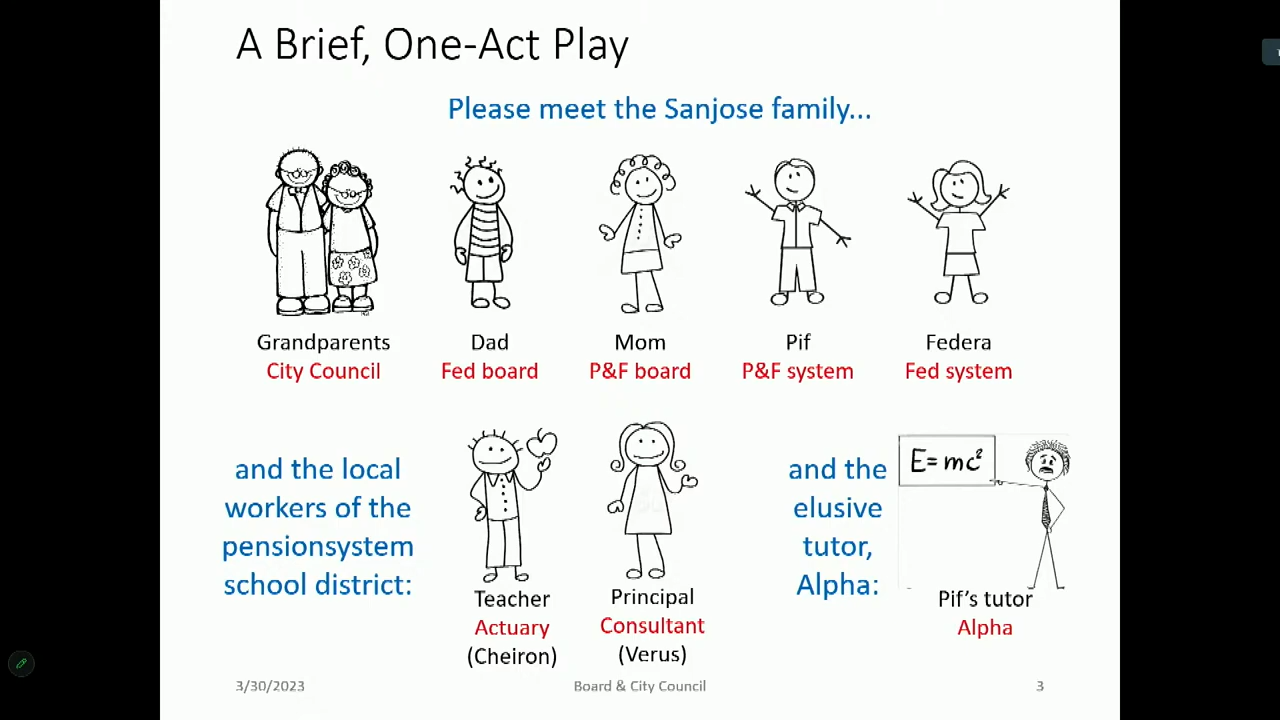 A Brief, One-Act Play
Please meet the Sanjose family...
Grandparents
City Council
Dad
Fed board
Mom
P&F board
Pif
P&F system
Federa
Fed system
and the local
workers of the
pensionsystem
school district:
Teacher
Actuary
(Cheiron)
Principal
Consultant
(Verus)
and the
elusive
tutor,
Alpha:
E=mc²
Pif's tutor
Alpha
3/30/2023
Board & City Council
3